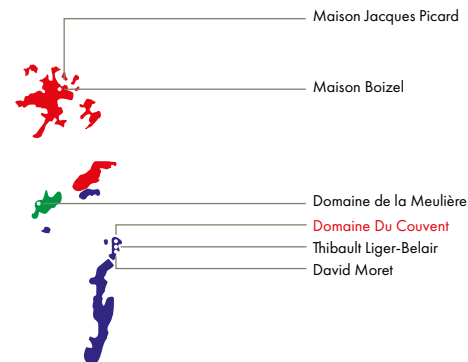 Maison Jacques Picard
Maison Boizel
Domaine de la Meulière
Domaine Du Couvent
Thibault Liger-Belair
David Moret